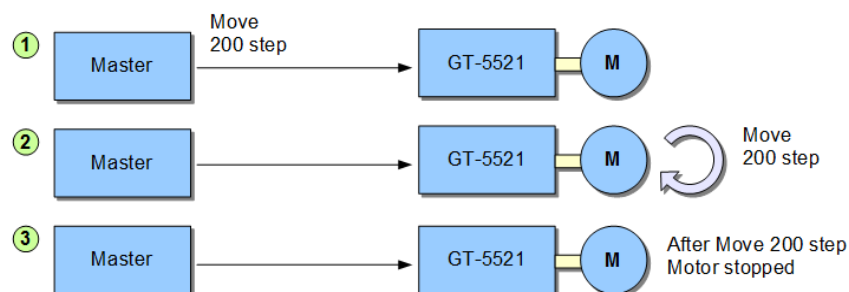 Move
200 step
1
Master
GT-5521
M
2
Master
GT-5521
M
Move
200 step
3
Master
GT-5521
M
After Move 200 step
Motor stopped